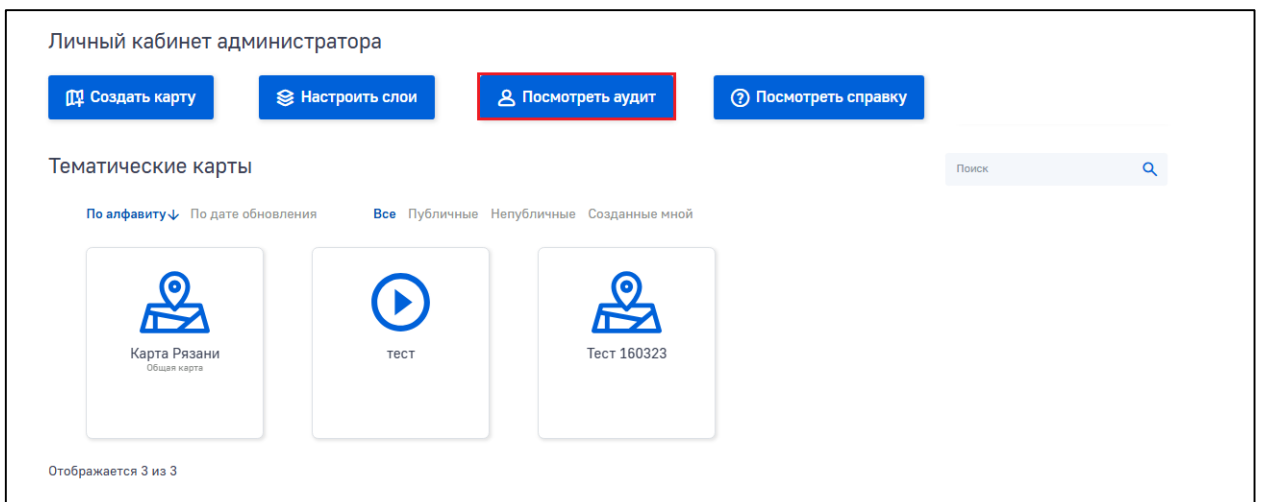 Личный кабинет администратора
Создать карту Настроить слои Посмотреть аудит Посмотреть справку
Тематические карты Поиск
По алфавиту По дате обновления Все Публичные Непубличные Созданные мной
Карта Рязани тест Тест 160323
Общая карта
Отображается 3 из 3